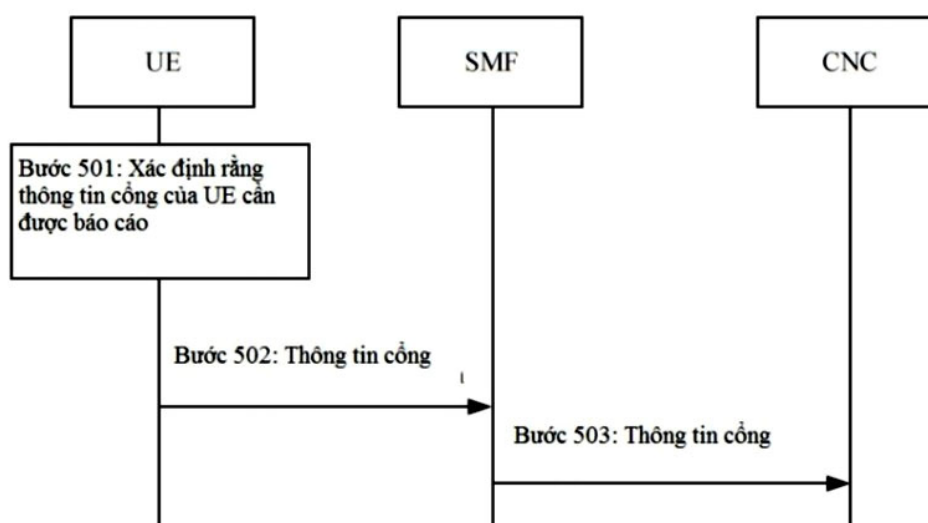 UE
SMF
CNC
Bước 501: Xác định rằng
thông tin cổng của UE cần
được báo cáo
Bước 502: Thông tin cổng
Bước 503: Thông tin cổng